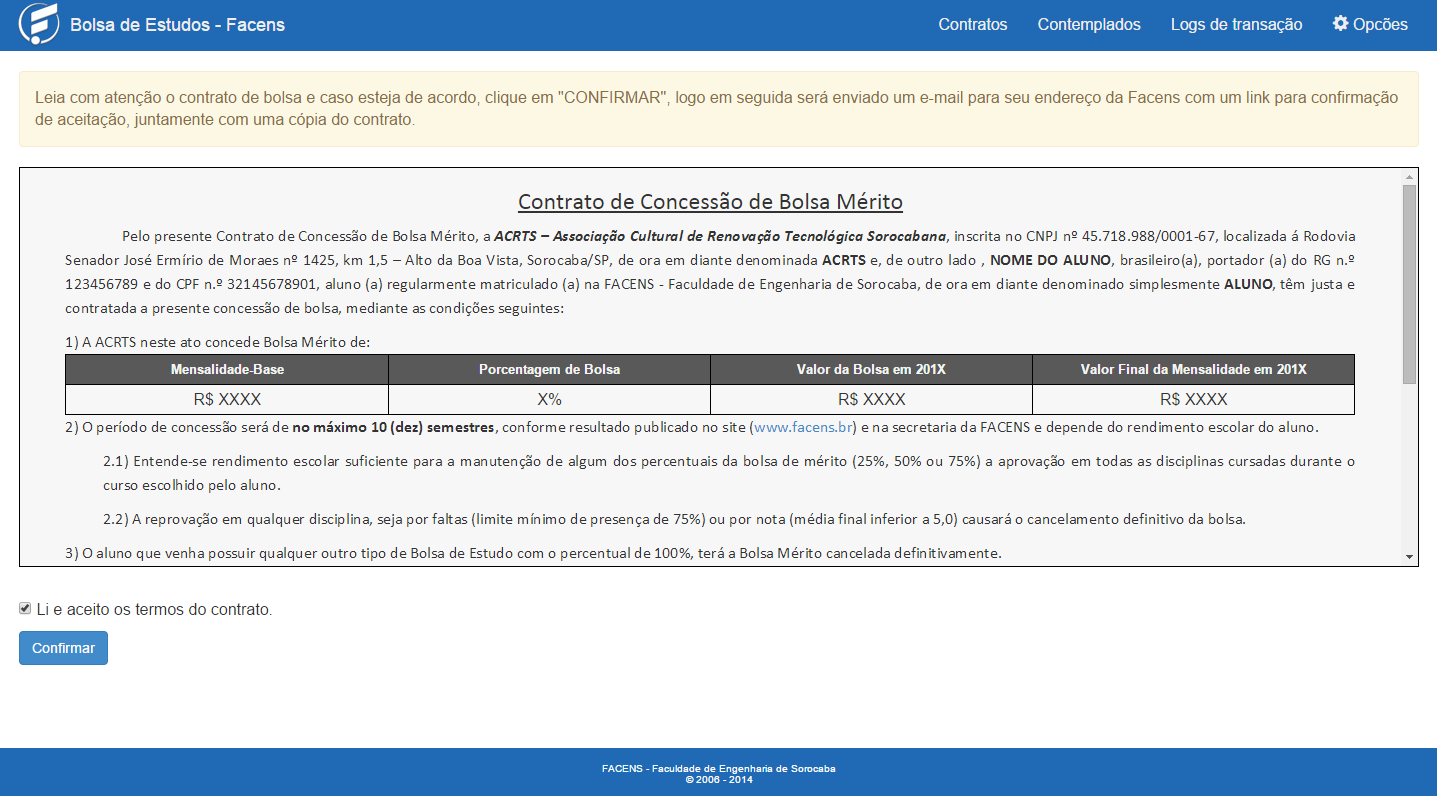 Bolsa de Estudos - Facens
Contratos Contemplados Logs de transação Opcões
Leia com atenção o contrato de bolsa e caso esteja de acordo, clique em "CONFIRMAR", logo em seguida será enviado um e-mail para seu endereço da Facens com um link para confirmação
de aceitação, juntamente com uma cópia do contrato.
Contrato de Concessão de Bolsa Mérito
Pelo presente Contrato de Concessão de Bolsa Mérito, a ACRTS – Associação Cultural de Renovação Tecnológica Sorocabana, inscrita no CNPJ nº 45.718.988/0001-67, localizada á Rodovia
Senador José Ermírio de Moraes nº 1425, km 1,5 – Alto da Boa Vista, Sorocaba/SP, de ora em diante denominada ACRTS e, de outro lado , NOME DO ALUNO, brasileiro(a), portador (a) do RG n.º
123456789 e do CPF n.º 32145678901, aluno (a) regularmente matriculado (a) na FACENS - Faculdade de Engenharia de Sorocaba, de ora em diante denominado simplesmente ALUNO, têm justa e
contratada a presente concessão de bolsa, mediante as condições seguintes:
1) A ACRTS neste ato concede Bolsa Mérito de:
Mensalidade-Base Porcentagem de Bolsa Valor da Bolsa em 201X Valor Final da Mensalidade em 201X
R$ XXXX X% R$ XXXX R$ XXXX
2) O período de concessão será de no máximo 10 (dez) semestres, conforme resultado publicado no site (www.facens.br) e na secretaria da FACENS e depende do rendimento escolar do aluno.
2.1) Entende-se rendimento escolar suficiente para a manutenção de algum dos percentuais da bolsa de mérito (25%, 50% ou 75%) a aprovação em todas as disciplinas cursadas durante o
curso escolhido pelo aluno.
2.2) A reprovação em qualquer disciplina, seja por faltas (limite mínimo de presença de 75%) ou por nota (média final inferior a 5,0) causará o cancelamento definitivo da bolsa.
3) O aluno que venha possuir qualquer outro tipo de Bolsa de Estudo com o percentual de 100%, terá a Bolsa Mérito cancelada definitivamente.
Li e aceito os termos do contrato.
Confirmar
FACENS - Faculdade de Engenharia de Sorocaba
© 2006 - 2014